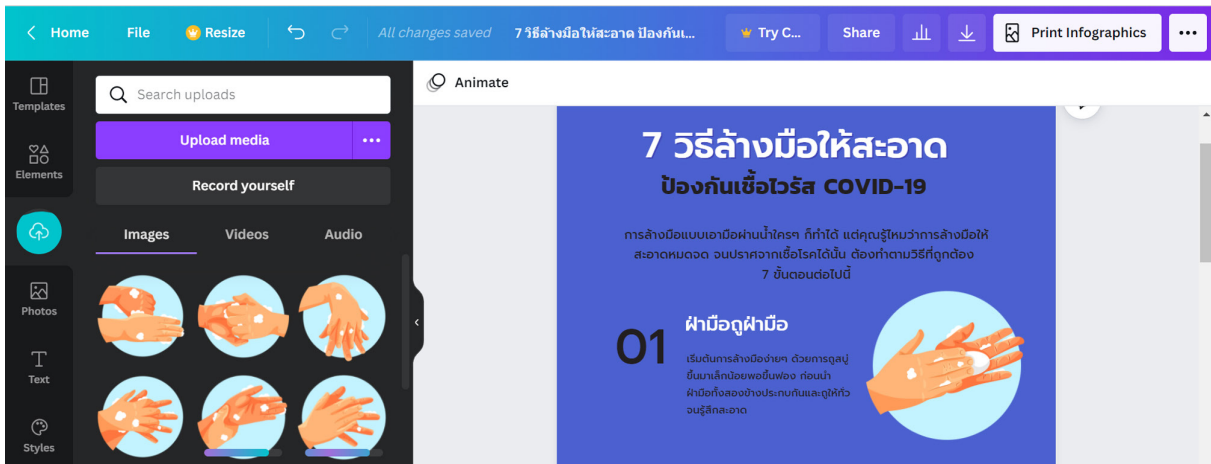 Home File Resize All changes saved 7 วิธีล้างมือให้สะอาด ป้องกันเ... Try C... Share Print Infographics
Templates
Elements
Photos
Text
Styles
Search uploads
Upload media
Record yourself
Images Videos Audio
Animate
7 วิธีล้างมือให้สะอาด
ป้องกันเชื้อไวรัส COVID-19
การล้างมือแบบเอามือผ่านน้ำใครๆ ก็ทำได้ แต่คุณรู้ไหมว่าการล้างมือให้
สะอาดหมดจด จนปราศจากเชื้อโรคได้นั้น ต้องทำตามวิธีที่ถูกต้อง
7 ขั้นตอนต่อไปนี้
01
ฝ่ามือถูฝ่ามือ
เริ่มต้นการล้างมือง่ายๆ ด้วยการถูสบู่
ขึ้นมาเล็กน้อยพอขึ้นฟอง ก่อนนำ
ฝ่ามือทั้งสองข้างประกบกันและถูให้ทั่ว
จนรู้สึกสะอาด